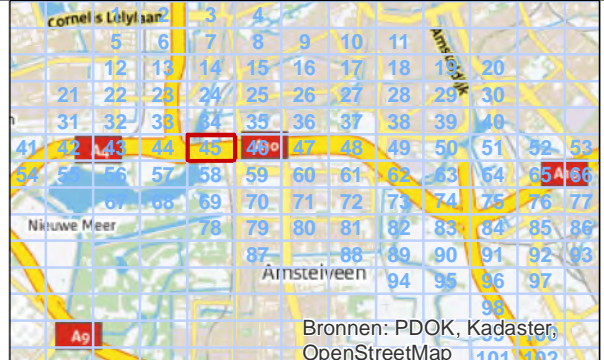 Cornelis Lelylaan 1 2 3 4
5 6 7 8 9 10 11
Amsteldijk
12 13 14 15 16 17 18 19 20
21 22 23 24 25 26 27 28 29 30
31 32 33 34 35 36 37 38 39 40
41 42 43 44 45 46 47 48 49 50 51 52 53
54 55 56 57 58 59 60 61 62 63 64 65 66
67 68 69 70 71 72 73 74 75 76 77
Nieuwe Meer 78 79 80 81 82 83 84 85 86
87 88 89 90 91 92 93
Amstelveen 94 95 96 97
98
A9
Bronnen: PDOK, Kadaster,
OpenStreetMap
101 102